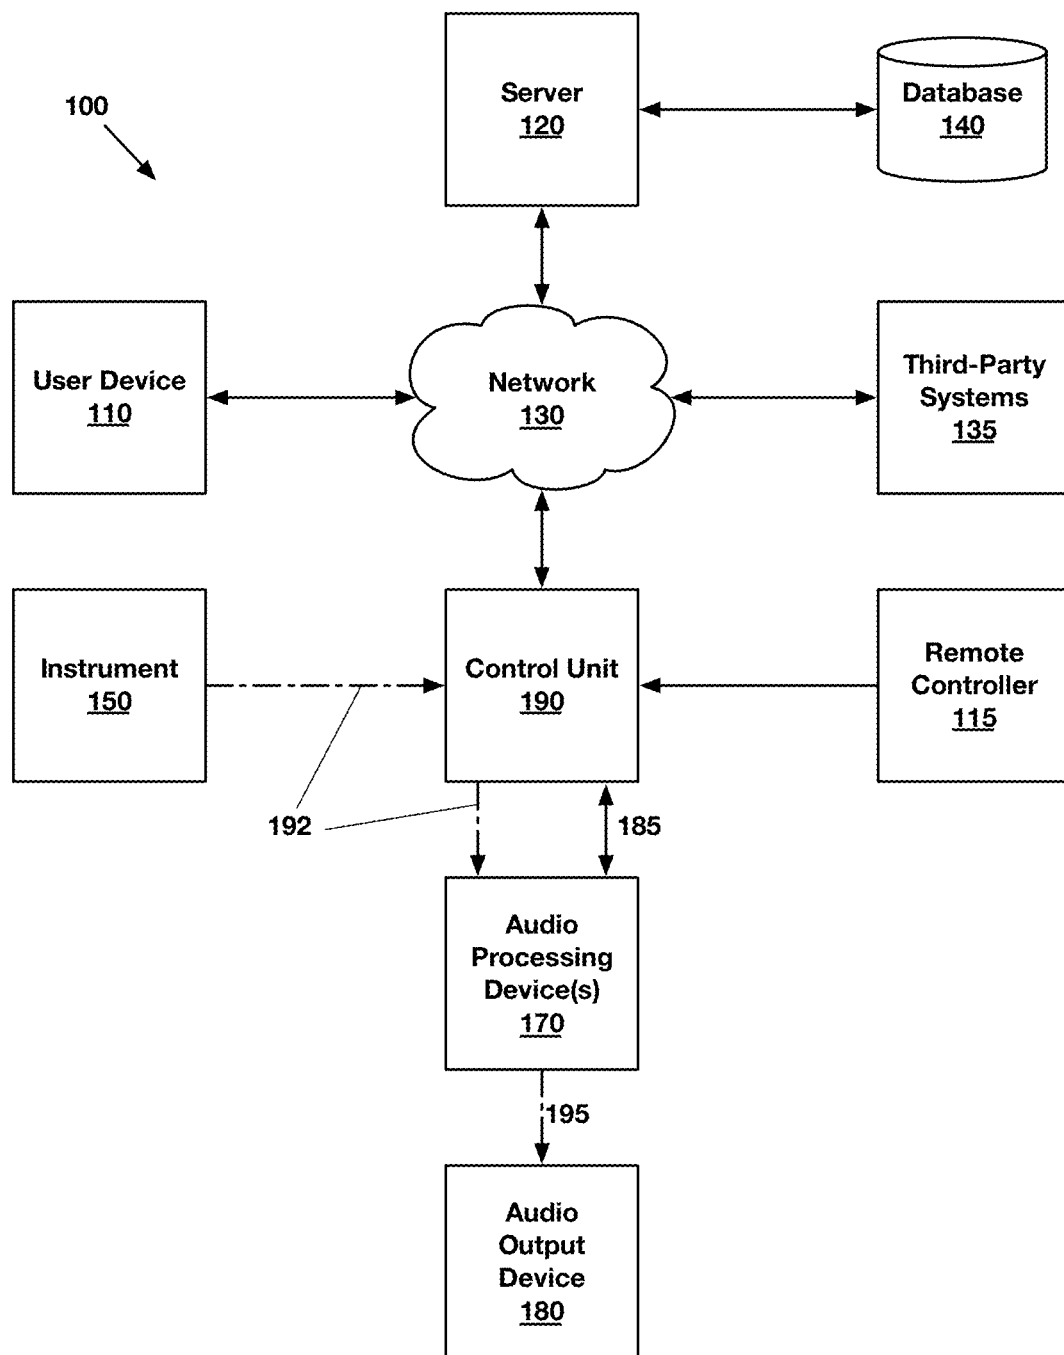 100
Server
120
Database
140
User Device
110
Network
130
Third-Party
Systems
135
Instrument
150
Control Unit
190
Remote
Controller
115
192
185
Audio
Processing
Device(s)
170
195
Audio
Output
Device
180